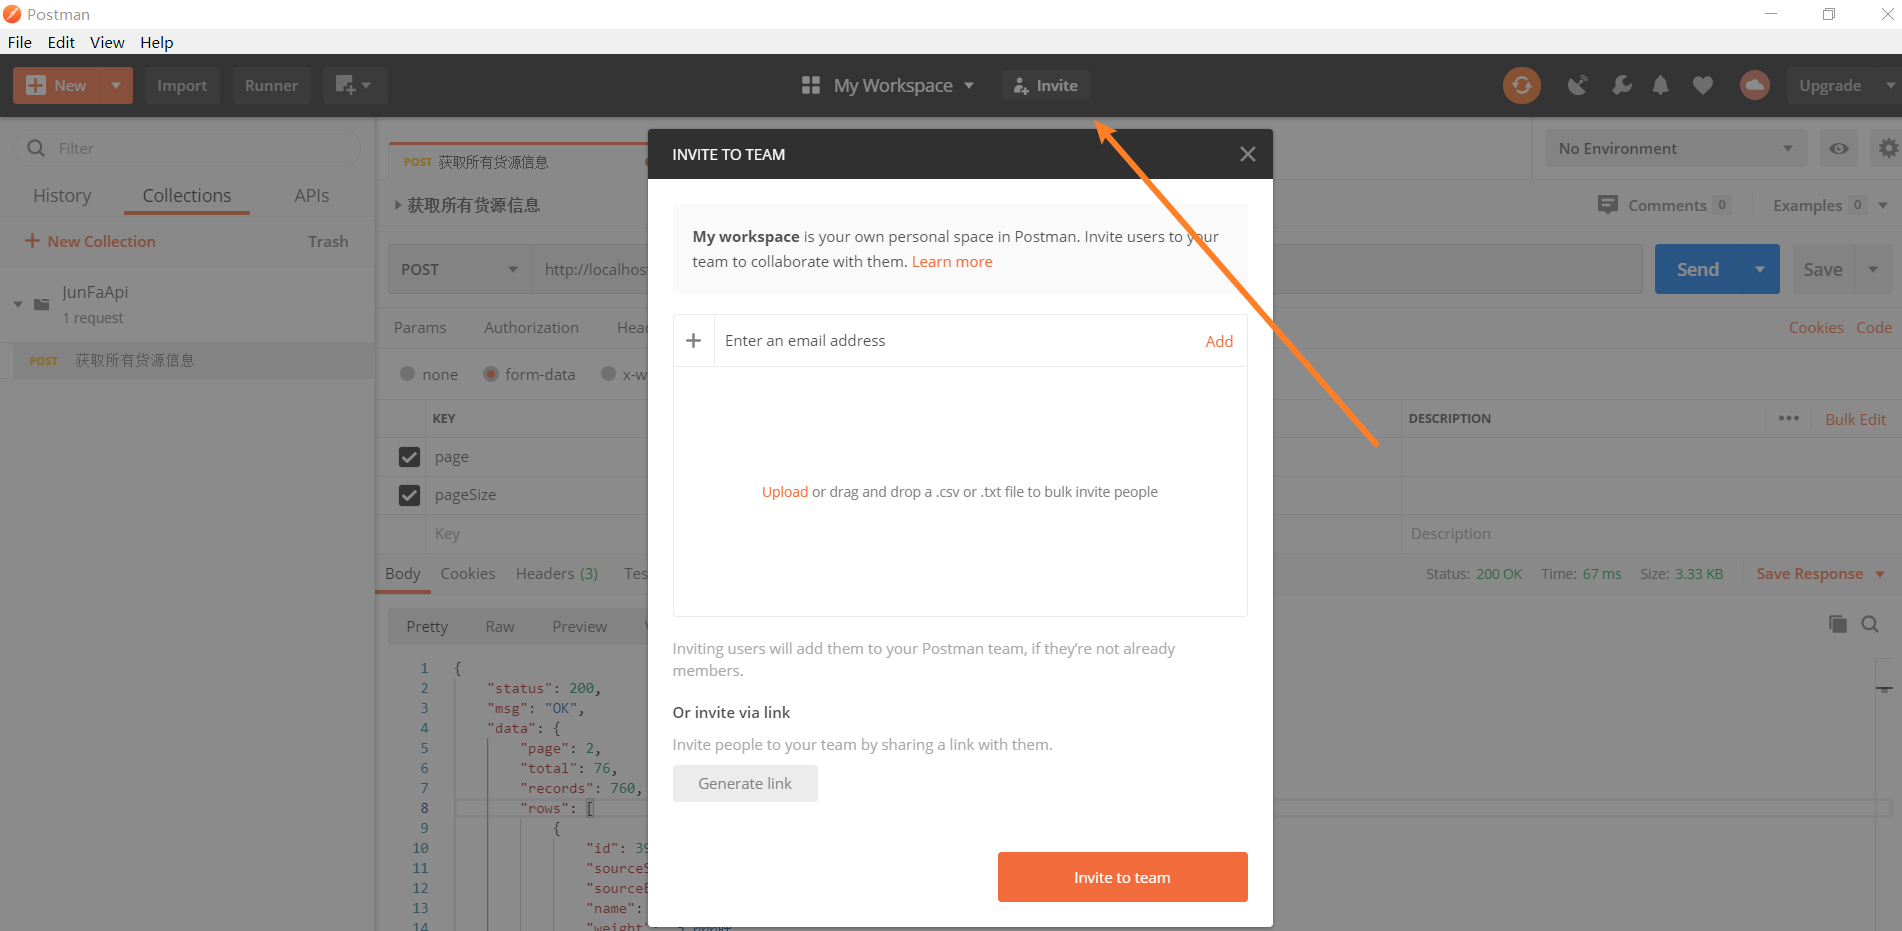 Postman
File Edit View Help
New Import Runner My Workspace Invite Upgrade
Filter
History Collections APIs
New Collection Trash
JunFaApi
1 request
POST 获取所有货源信息
POST 获取所有货源信息
获取所有货源信息
No Environment
Comments 0 Examples 0
POST http://localhos
Send Save
Params Authorization Hea
Cookies Code
none form-data x-w
KEY DESCRIPTION Bulk Edit
page
pageSize
Key Description
Body Cookies Headers (3) Tes
Status: 200 OK Time: 67 ms Size: 3.33 KB Save Response
Pretty Raw Preview
1 {
2 "status": 200,
3 "msg": "OK",
4 "data": {
5 "page": 2,
6 "total": 76,
7 "records": 760,
8 "rows": [
9 {
10 "id": 39
11 "sourceS
12 "sourceE
13 "name":
14 "weight":
INVITE TO TEAM
My workspace is your own personal space in Postman. Invite users to your
team to collaborate with them. Learn more
Enter an email address Add
Upload or drag and drop a .csv or .txt file to bulk invite people
Inviting users will add them to your Postman team, if they’re not already
members.
Or invite via link
Invite people to your team by sharing a link with them.
Generate link
Invite to team